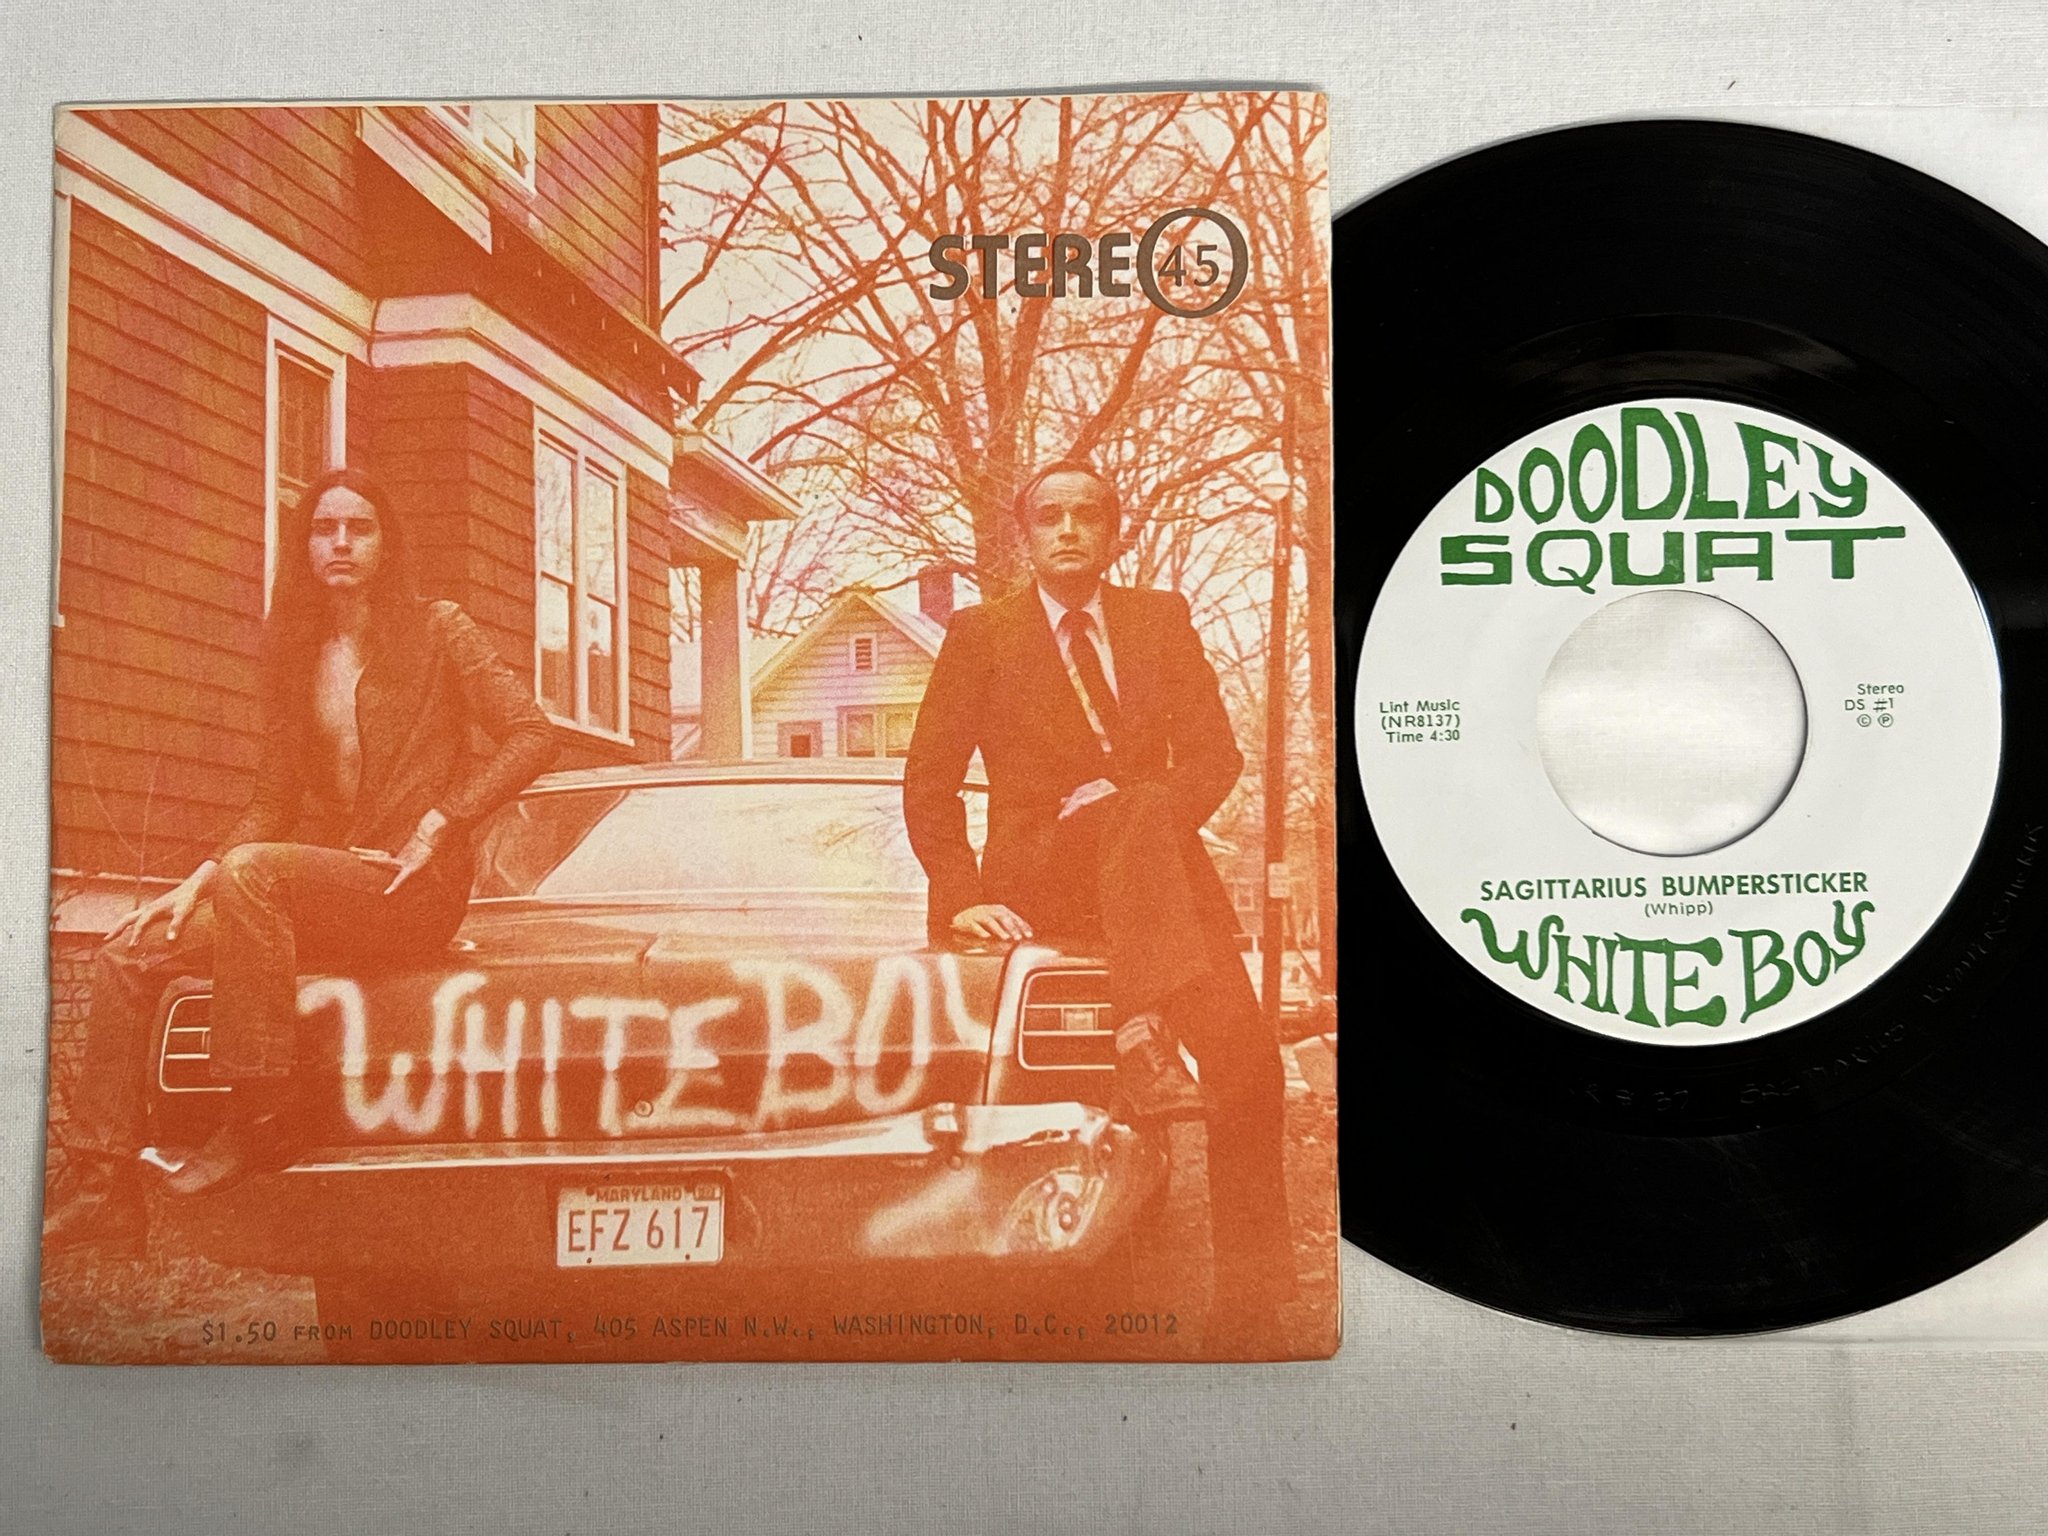 STEREO 45
WHITE BOY
MARYLAND
EFZ 617
$1.50 FROM DOODLEY SQUAT, 405 ASPEN N.W., WASHINGTON, D.C., 20012
DOODLEY
SQUAT
Lint Music
(NR8137)
Time 4:30
Stereo
DS #1
© ℗
SAGITTARIUS BUMPERSTICKER
(Whipp)
WHITE BOY